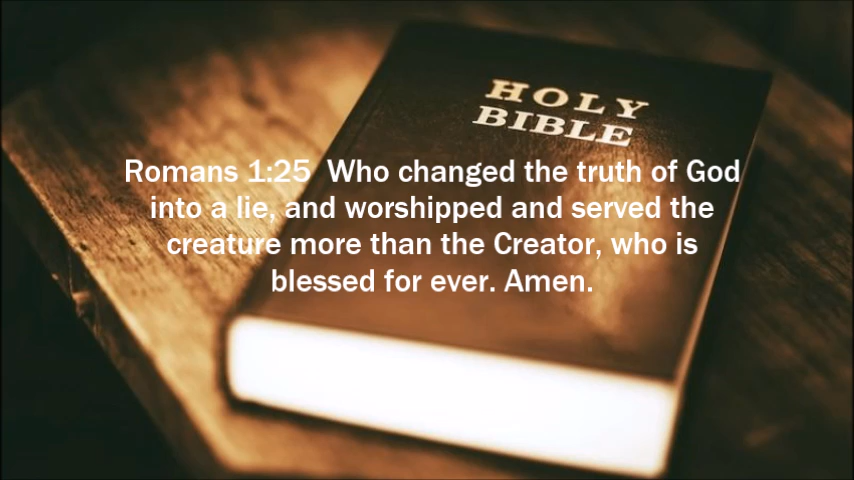 HOLY
BIBLE
Romans 1:25  Who changed the truth of God
into a lie, and worshipped and served the
creature more than the Creator, who is
blessed for ever. Amen.